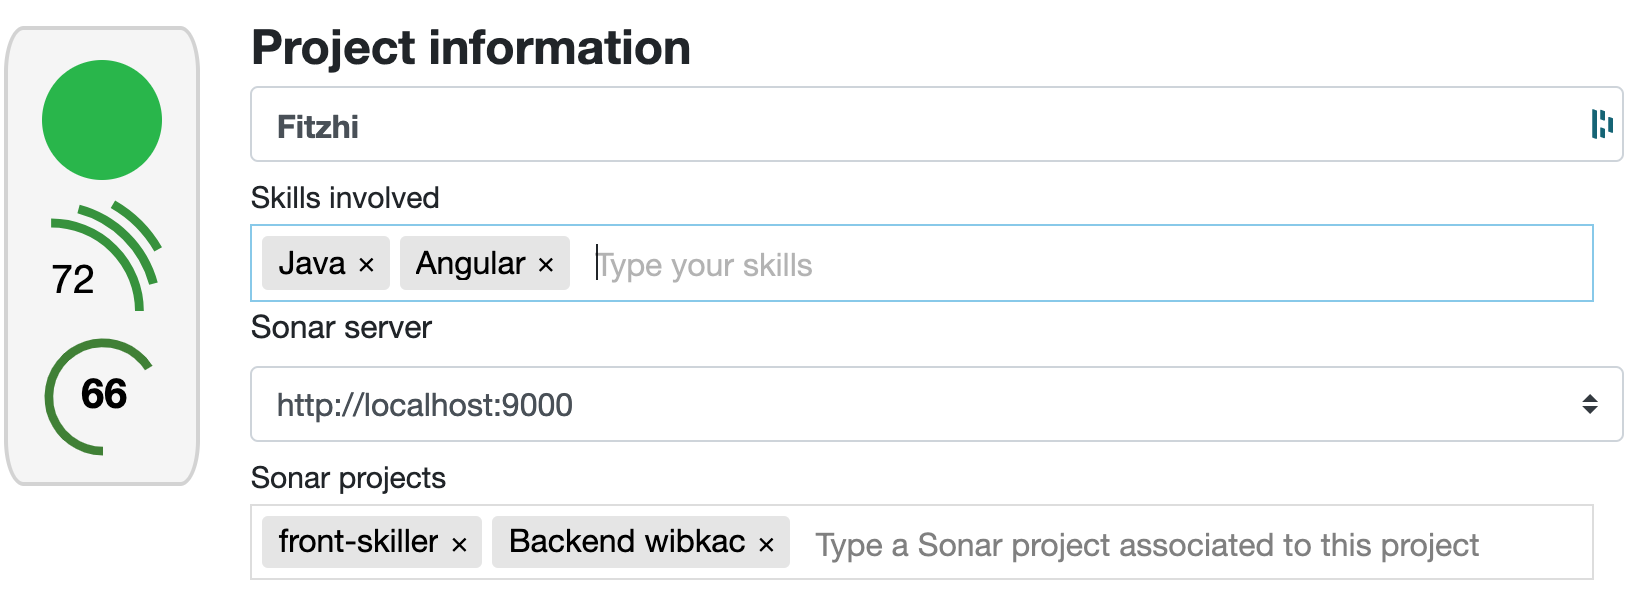 Project information
Fitzhi
Skills involved
Java × Angular × Type your skills
72
Sonar server
66
http://localhost:9000
Sonar projects
front-skiller × Backend wibkac × Type a Sonar project associated to this project